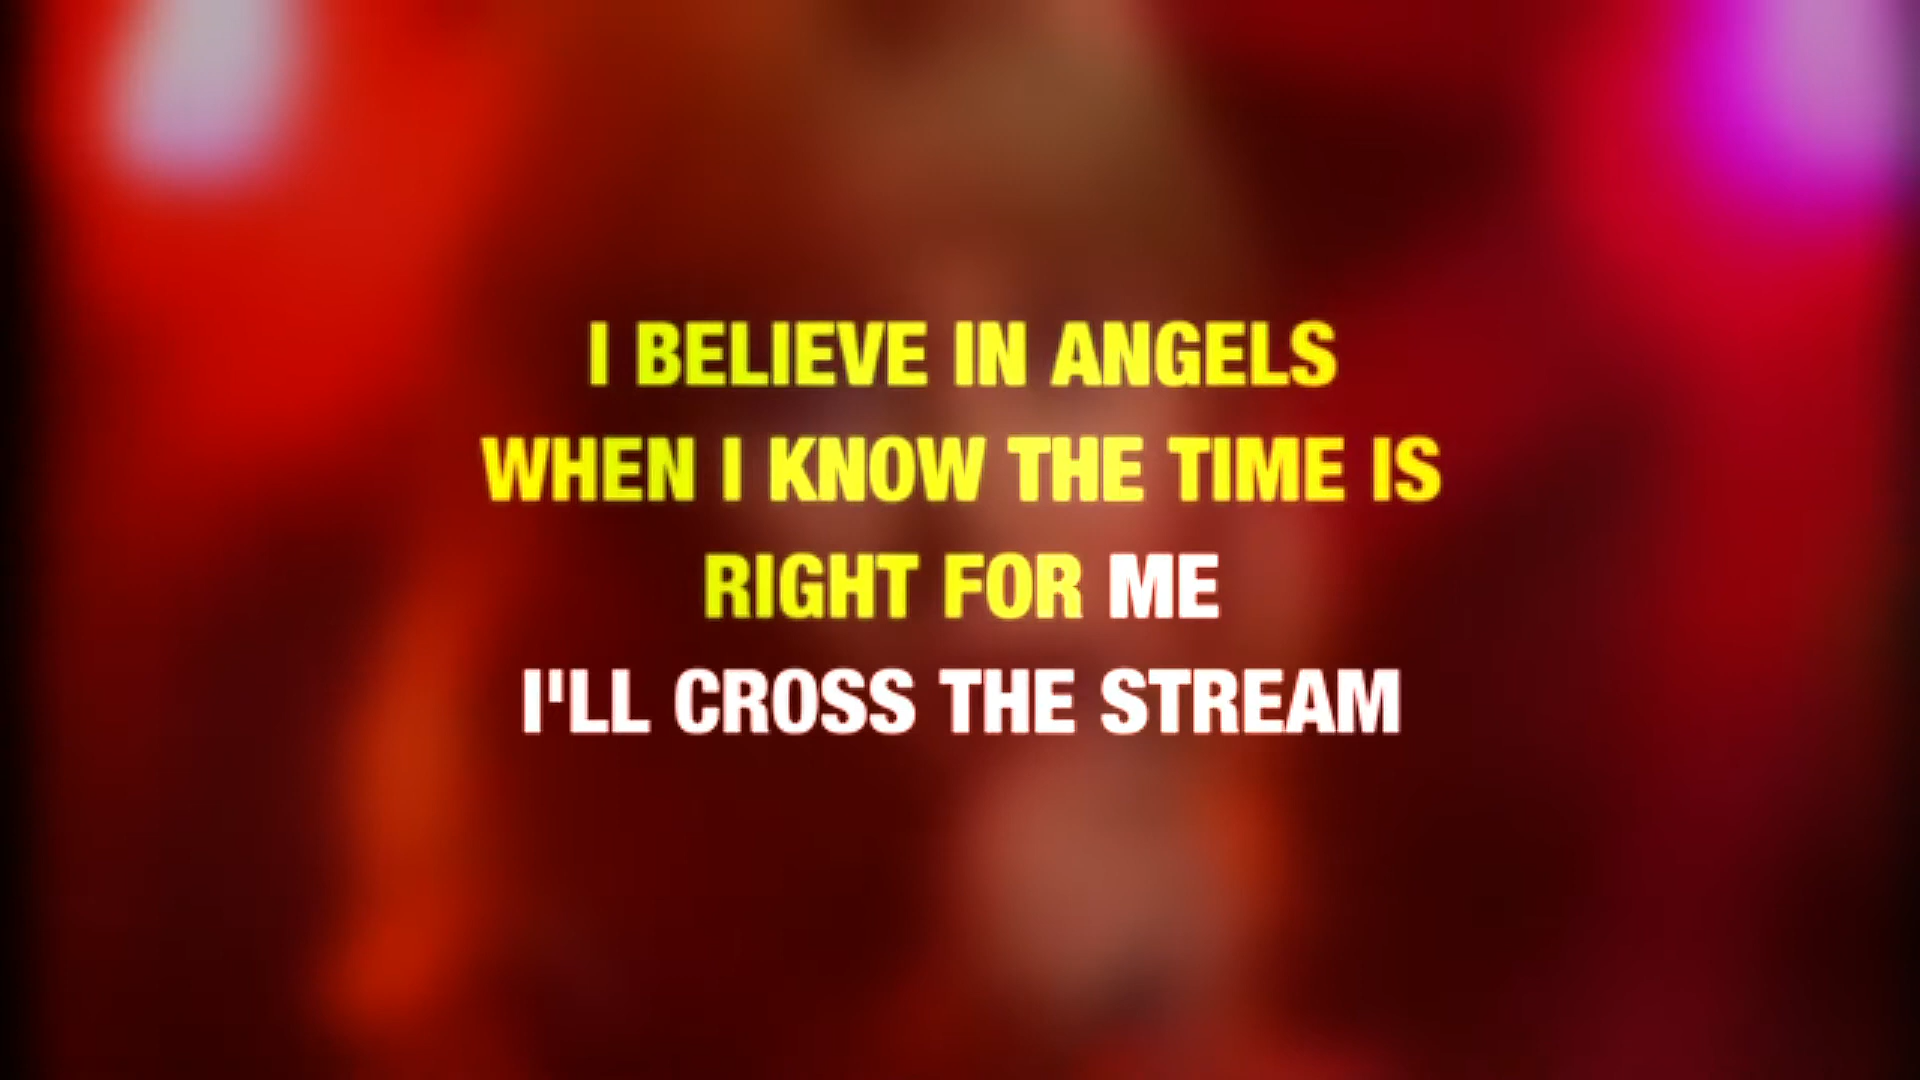 I BELIEVE IN ANGELS
WHEN I KNOW THE TIME IS
RIGHT FOR ME
I'LL CROSS THE STREAM